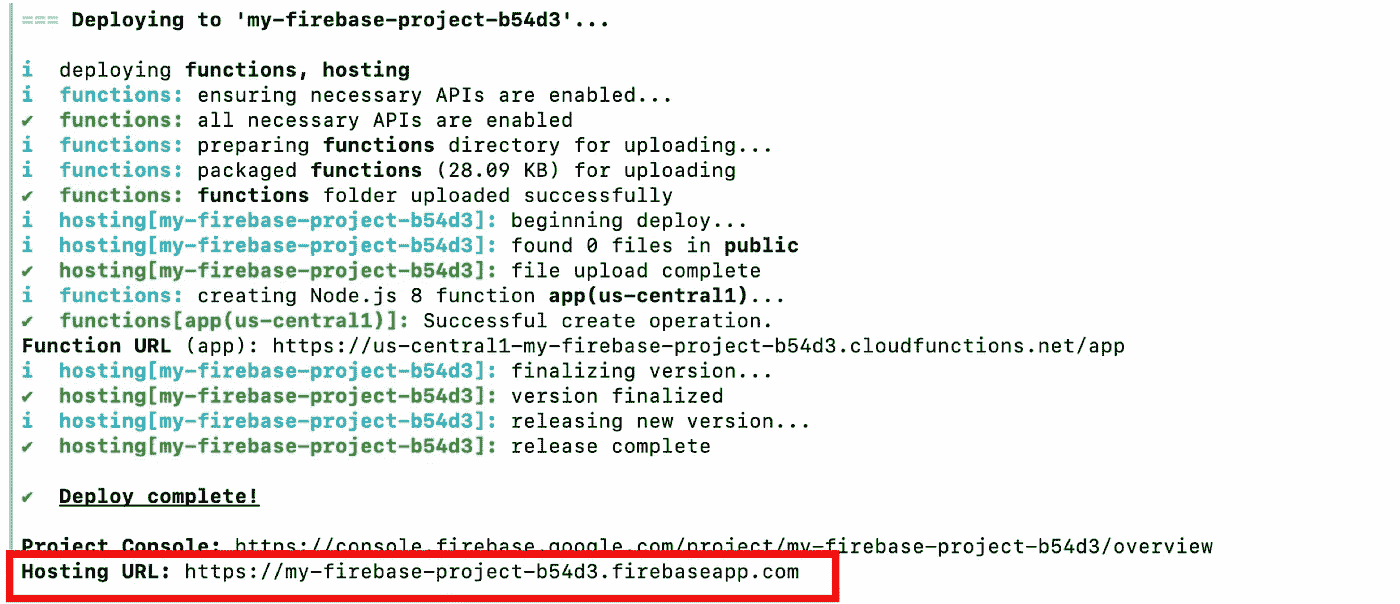 === Deploying to 'my-firebase-project-b54d3'...
i deploying functions, hosting
i functions: ensuring necessary APIs are enabled...
✔ functions: all necessary APIs are enabled
i functions: preparing functions directory for uploading...
i functions: packaged functions (28.09 KB) for uploading
✔ functions: functions folder uploaded successfully
i hosting[my-firebase-project-b54d3]: beginning deploy...
i hosting[my-firebase-project-b54d3]: found 0 files in public
✔ hosting[my-firebase-project-b54d3]: file upload complete
i functions: creating Node.js 8 function app(us-central1)...
✔ functions[app(us-central1)]: Successful create operation.
Function URL (app): https://us-central1-my-firebase-project-b54d3.cloudfunctions.net/app
i hosting[my-firebase-project-b54d3]: finalizing version...
✔ hosting[my-firebase-project-b54d3]: version finalized
i hosting[my-firebase-project-b54d3]: releasing new version...
✔ hosting[my-firebase-project-b54d3]: release complete
✔ Deploy complete!
Project Console: https://console.firebase.google.com/project/my-firebase-project-b54d3/overview
Hosting URL: https://my-firebase-project-b54d3.firebaseapp.com